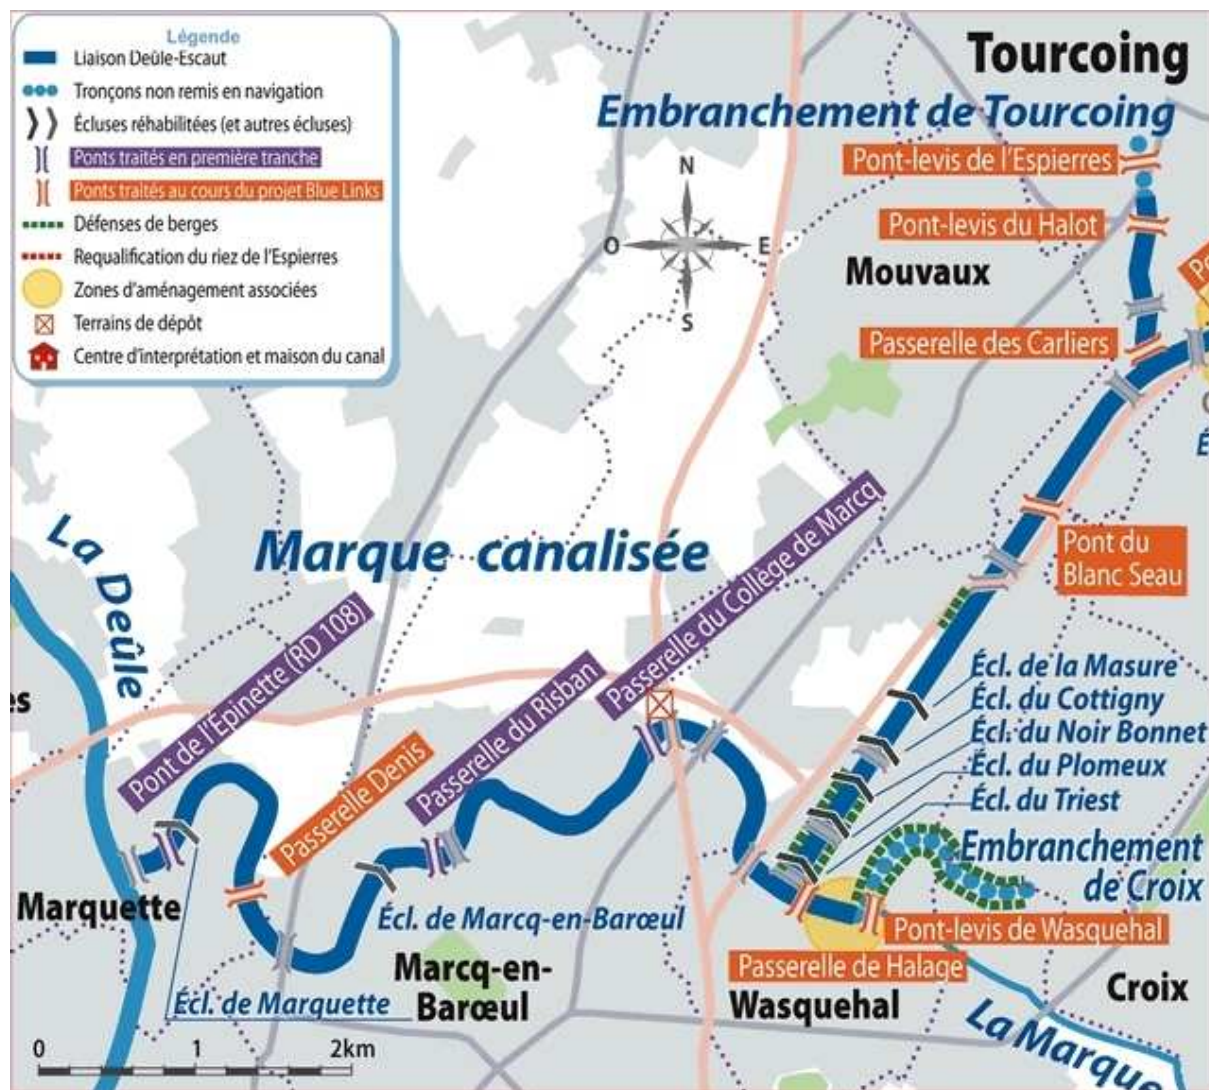 Légende
Liaison Deûle-Escaut
Tronçons non remis en navigation
Écluses réhabilitées (et autres écluses)
Ponts traités en première tranche
Ponts traités au cours du projet Blue Links
Défenses de berges
Requalification du riez de l'Espierres
Zones d'aménagement associées
Terrains de dépôt
Centre d'interprétation et maison du canal
Tourcoing
Embranchement de Tourcoing
Pont-levis de l'Espierres
Pont-levis du Halot
Mouvaux
Passerelle des Carliers
N
O
E
S
La Deûle
Marque canalisée
Passerelle du Collège de Marcq
Pont du
Blanc Seau
Pont de l'Épinette (RD 108)
Passerelle Denis
Passerelle du Risban
Écl. de la Masure
Écl. du Cottigny
Écl. du Noir Bonnet
Écl. du Plomeux
Écl. du Triest
Embranchement
de Croix
Marquette
Écl. de Marcq-en-Barœul
Pont-levis de Wasquehal
Passerelle de Halage
Marcq-en-
Barœul
Écl. de Marquette
Wasquehal
Croix
La Marque
0 1 2km
es